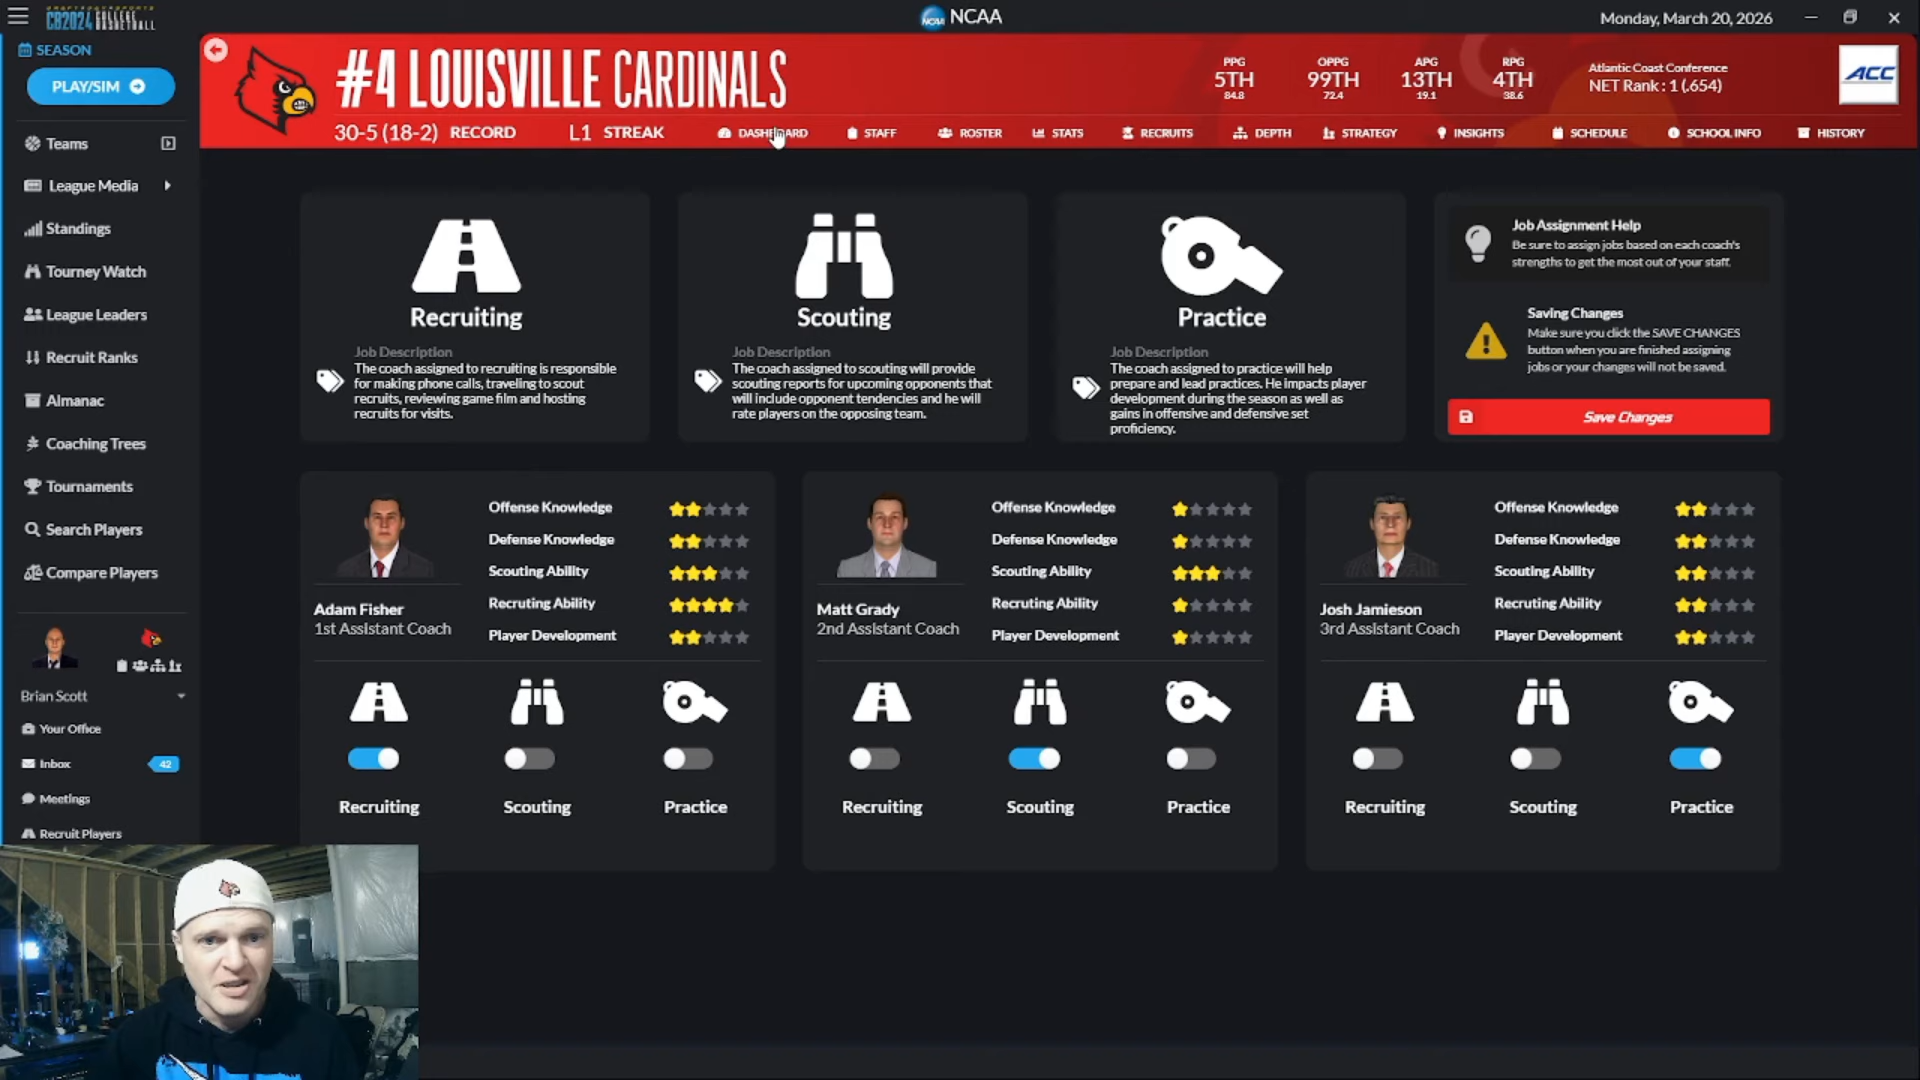 DRAFTDAYSPORTS
CB2024 COLLEGE BASKETBALL
NCAA
NCAA
Monday, March 20, 2026
SEASON
PLAY/SIM
Teams
League Media
Standings
Tourney Watch
League Leaders
Recruit Ranks
Almanac
Coaching Trees
Tournaments
Search Players
Compare Players
Brian Scott
Your Office
Inbox 42
Meetings
Recruit Players
#4 LOUISVILLE CARDINALS
PPG
5TH
84.8
OPPG
99TH
72.4
APG
13TH
19.1
RPG
4TH
38.6
Atlantic Coast Conference
NET Rank : 1 (.654)
ACC
30-5 (18-2) RECORD L1 STREAK
DASHBOARD STAFF ROSTER STATS RECRUITS DEPTH STRATEGY INSIGHTS SCHEDULE SCHOOL INFO HISTORY
Recruiting
Job Description
The coach assigned to recruiting is responsible
for making phone calls, traveling to scout
recruits, reviewing game film and hosting
recruits for visits.
Scouting
Job Description
The coach assigned to scouting will provide
scouting reports for upcoming opponents that
will include opponent tendencies and he will
rate players on the opposing team.
Practice
Job Description
The coach assigned to practice will help
prepare and lead practices. He impacts player
development during the season as well as
gains in offensive and defensive set
proficiency.
Job Assignment Help
Be sure to assign jobs based on each coach's
strengths to get the most out of your staff.
Saving Changes
Make sure you click the SAVE CHANGES
button when you are finished assigning
jobs or your changes will not be saved.
Save Changes
Adam Fisher
1st Assistant Coach
Offense Knowledge
Defense Knowledge
Scouting Ability
Recruting Ability
Player Development
Recruiting Scouting Practice
Matt Grady
2nd Assistant Coach
Offense Knowledge
Defense Knowledge
Scouting Ability
Recruting Ability
Player Development
Recruiting Scouting Practice
Josh Jamieson
3rd Assistant Coach
Offense Knowledge
Defense Knowledge
Scouting Ability
Recruting Ability
Player Development
Recruiting Scouting Practice